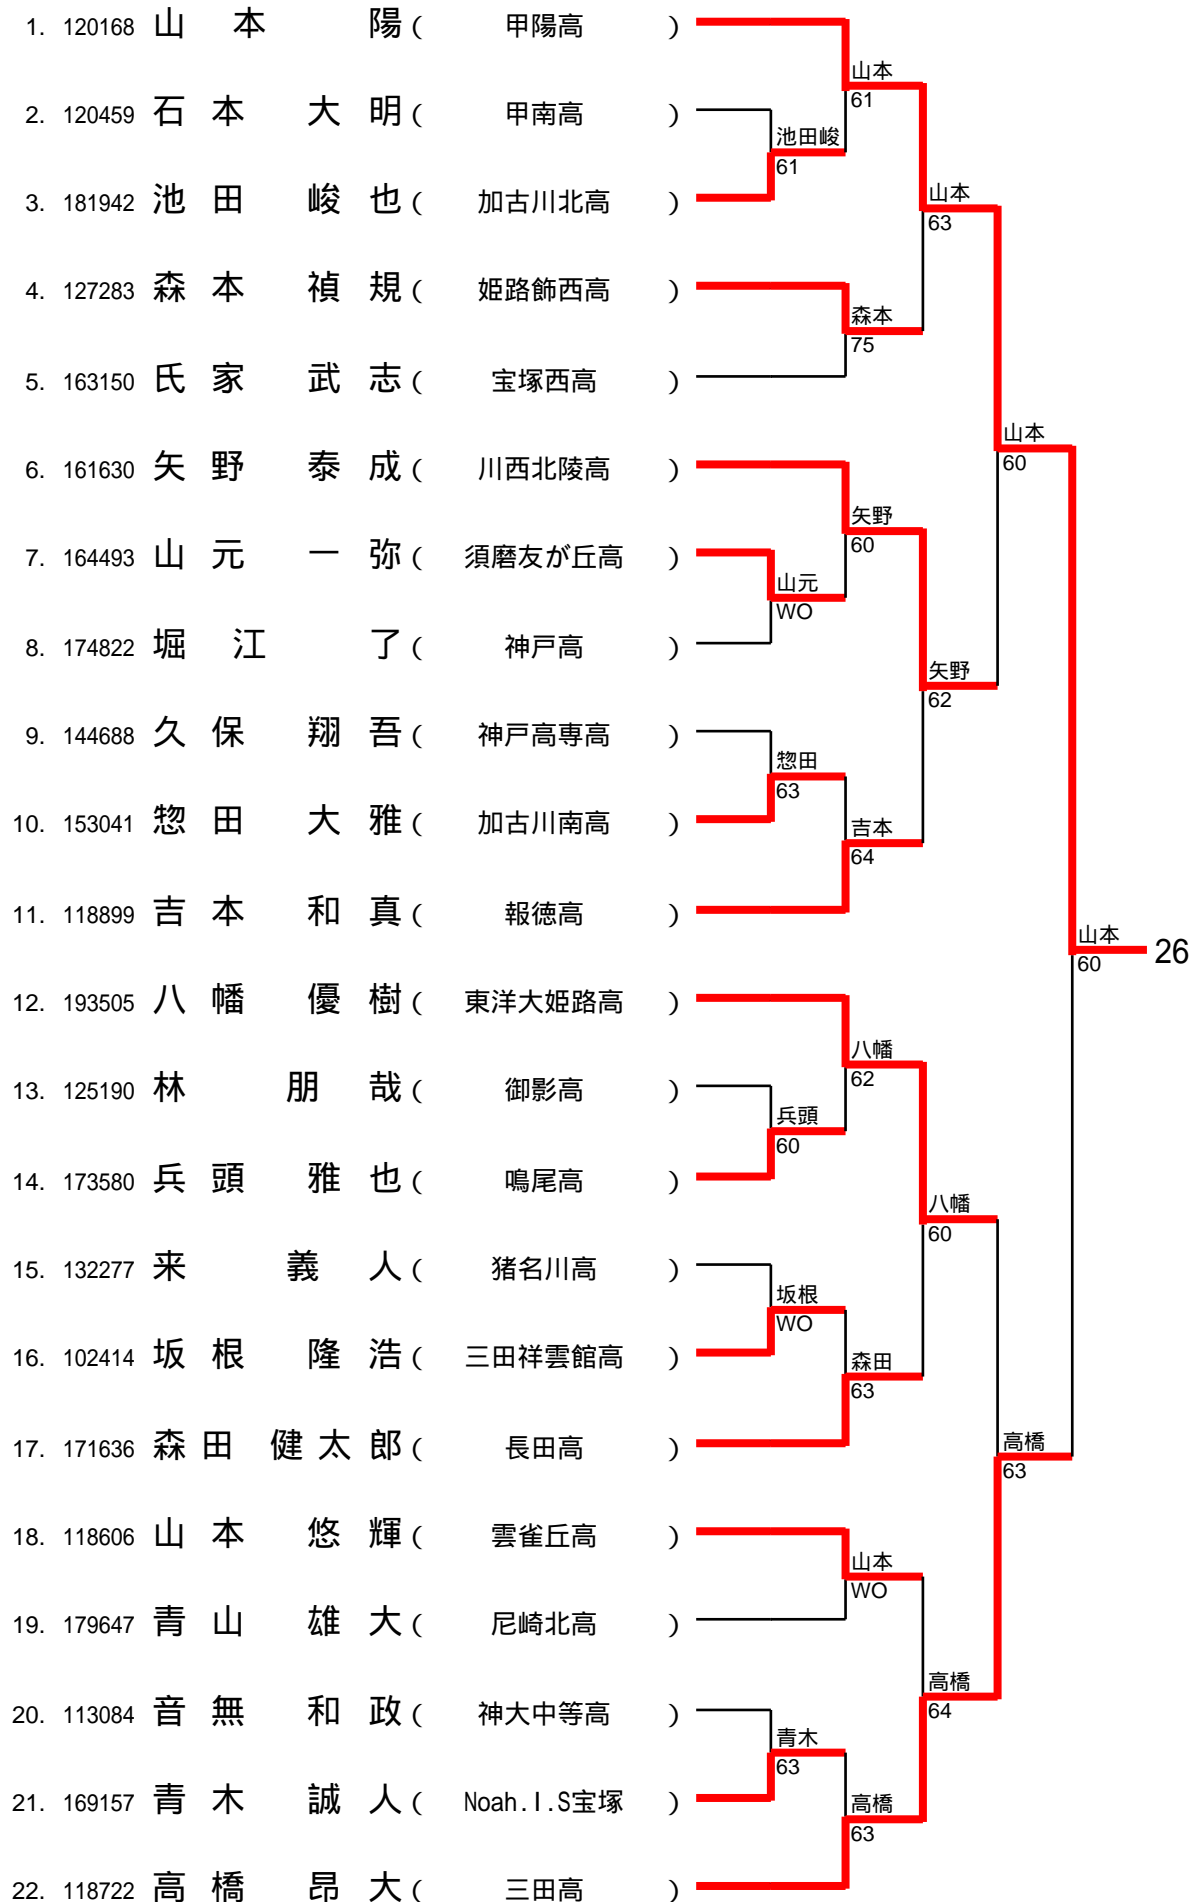 1. 120168 山本 陽 ( 甲陽高 )
山本
61
2. 120459 石本 大明 ( 甲南高 )
池田峻
61
3. 181942 池田 峻也 ( 加古川北高 )
山本
63
4. 127283 森本 禎規 ( 姫路飾西高 )
森本
75
5. 163150 氏家 武志 ( 宝塚西高 )
山本
60
6. 161630 矢野 泰成 ( 川西北陵高 )
矢野
60
7. 164493 山元 一弥 ( 須磨友が丘高 )
山元
WO
8. 174822 堀江 了 ( 神戸高 )
矢野
62
9. 144688 久保 翔吾 ( 神戸高専高 )
惣田
63
10. 153041 惣田 大雅 ( 加古川南高 )
吉本
64
11. 118899 吉本 和真 ( 報徳高 )
山本
60
26
12. 193505 八幡 優樹 ( 東洋大姫路高 )
八幡
62
13. 125190 林 朋哉 ( 御影高 )
兵頭
60
14. 173580 兵頭 雅也 ( 鳴尾高 )
八幡
60
15. 132277 来 義人 ( 猪名川高 )
坂根
WO
16. 102414 坂根 隆浩 ( 三田祥雲館高 )
森田
63
17. 171636 森田 健太郎 ( 長田高 )
高橋
63
18. 118606 山本 悠輝 ( 雲雀丘高 )
山本
WO
19. 179647 青山 雄大 ( 尼崎北高 )
高橋
64
20. 113084 音無 和政 ( 神大中等高 )
青木
63
21. 169157 青木 誠人 ( Noah.I.S宝塚 )
高橋
63
22. 118722 高橋 昂大 ( 三田高 )